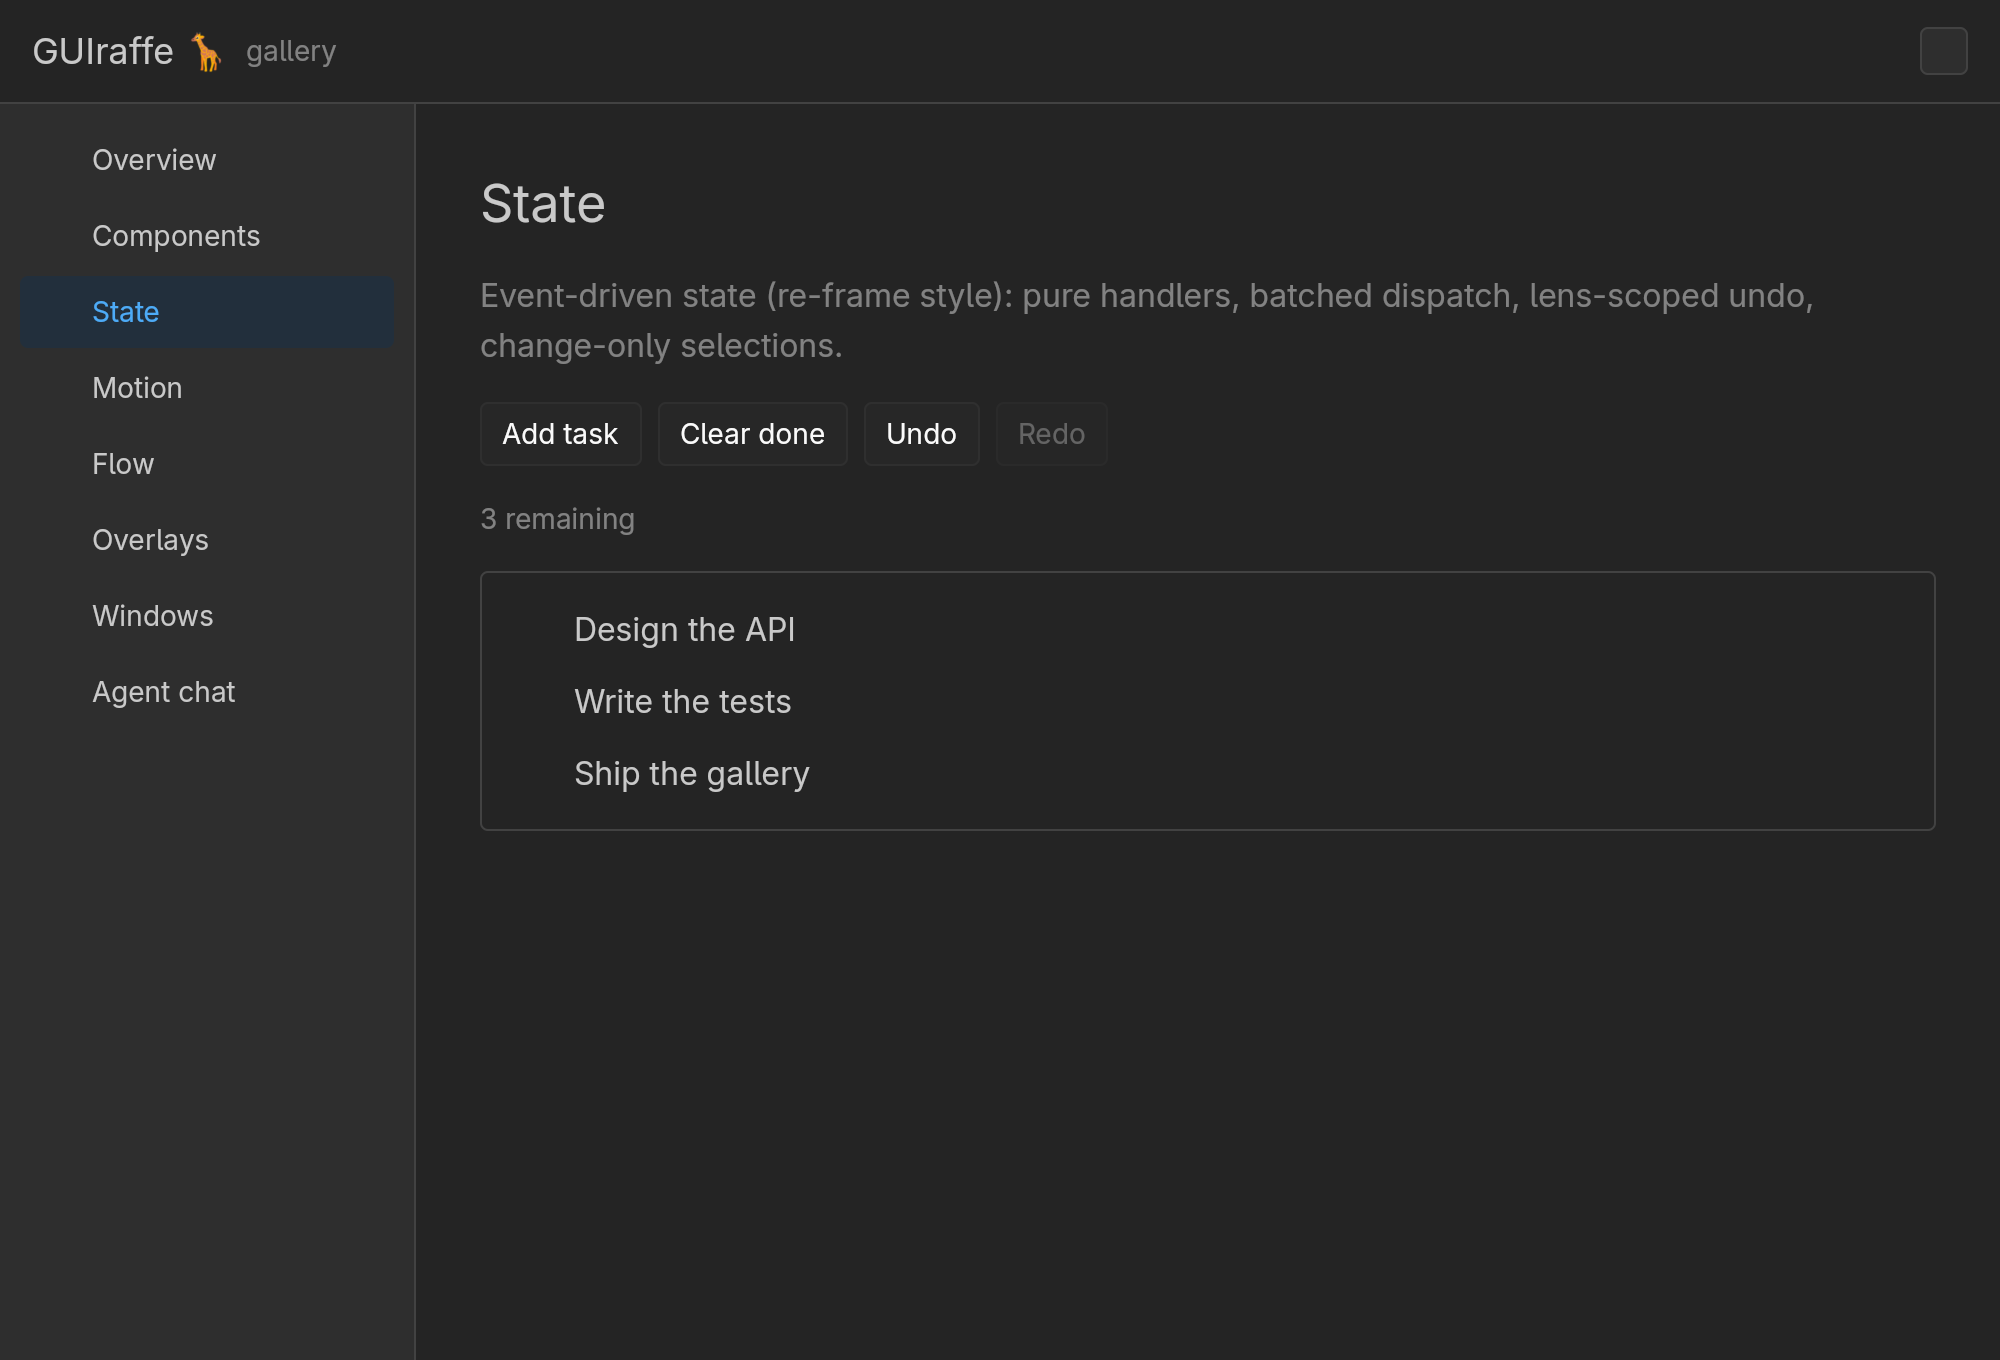 GUIraffe 🦒 gallery
Overview
Components
State
Motion
Flow
Overlays
Windows
Agent chat
State
Event-driven state (re-frame style): pure handlers, batched dispatch, lens-scoped undo,
change-only selections.
Add task Clear done Undo Redo
3 remaining
Design the API
Write the tests
Ship the gallery